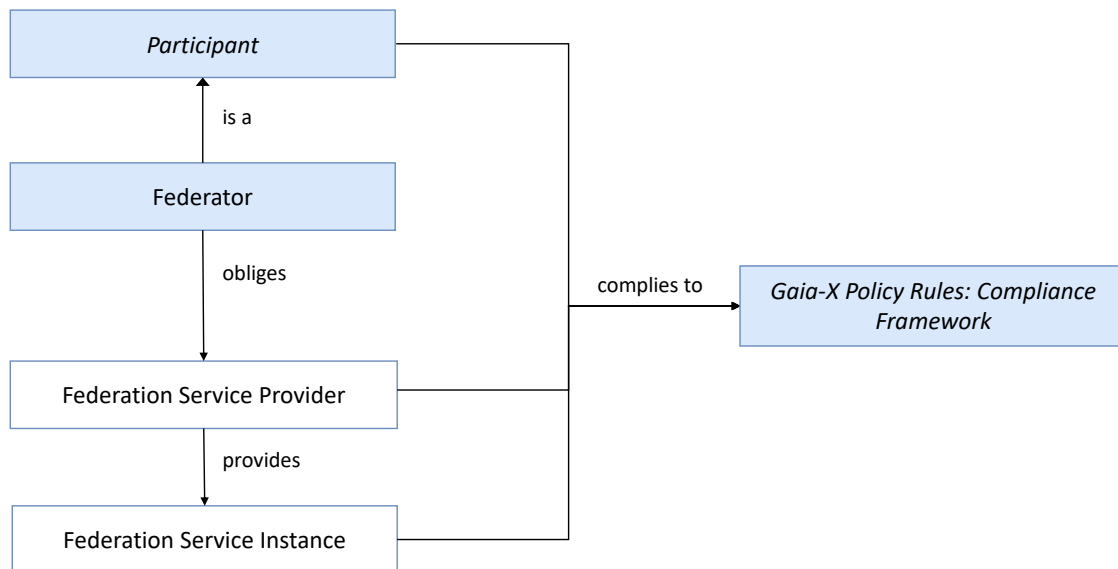 Participant
is a
Federator
obliges
complies to
Gaia-X Policy Rules: Compliance
Framework
Federation Service Provider
provides
Federation Service Instance